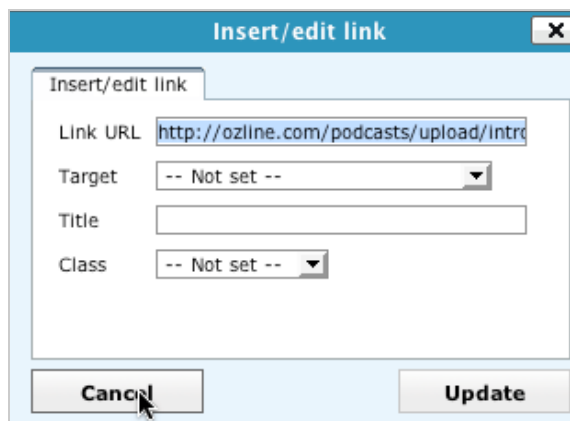 Insert/edit link
Insert/edit link
Link URL http://ozline.com/podcasts/upload/intro
Target -- Not set --
Title
Class -- Not set --
Cancel Update